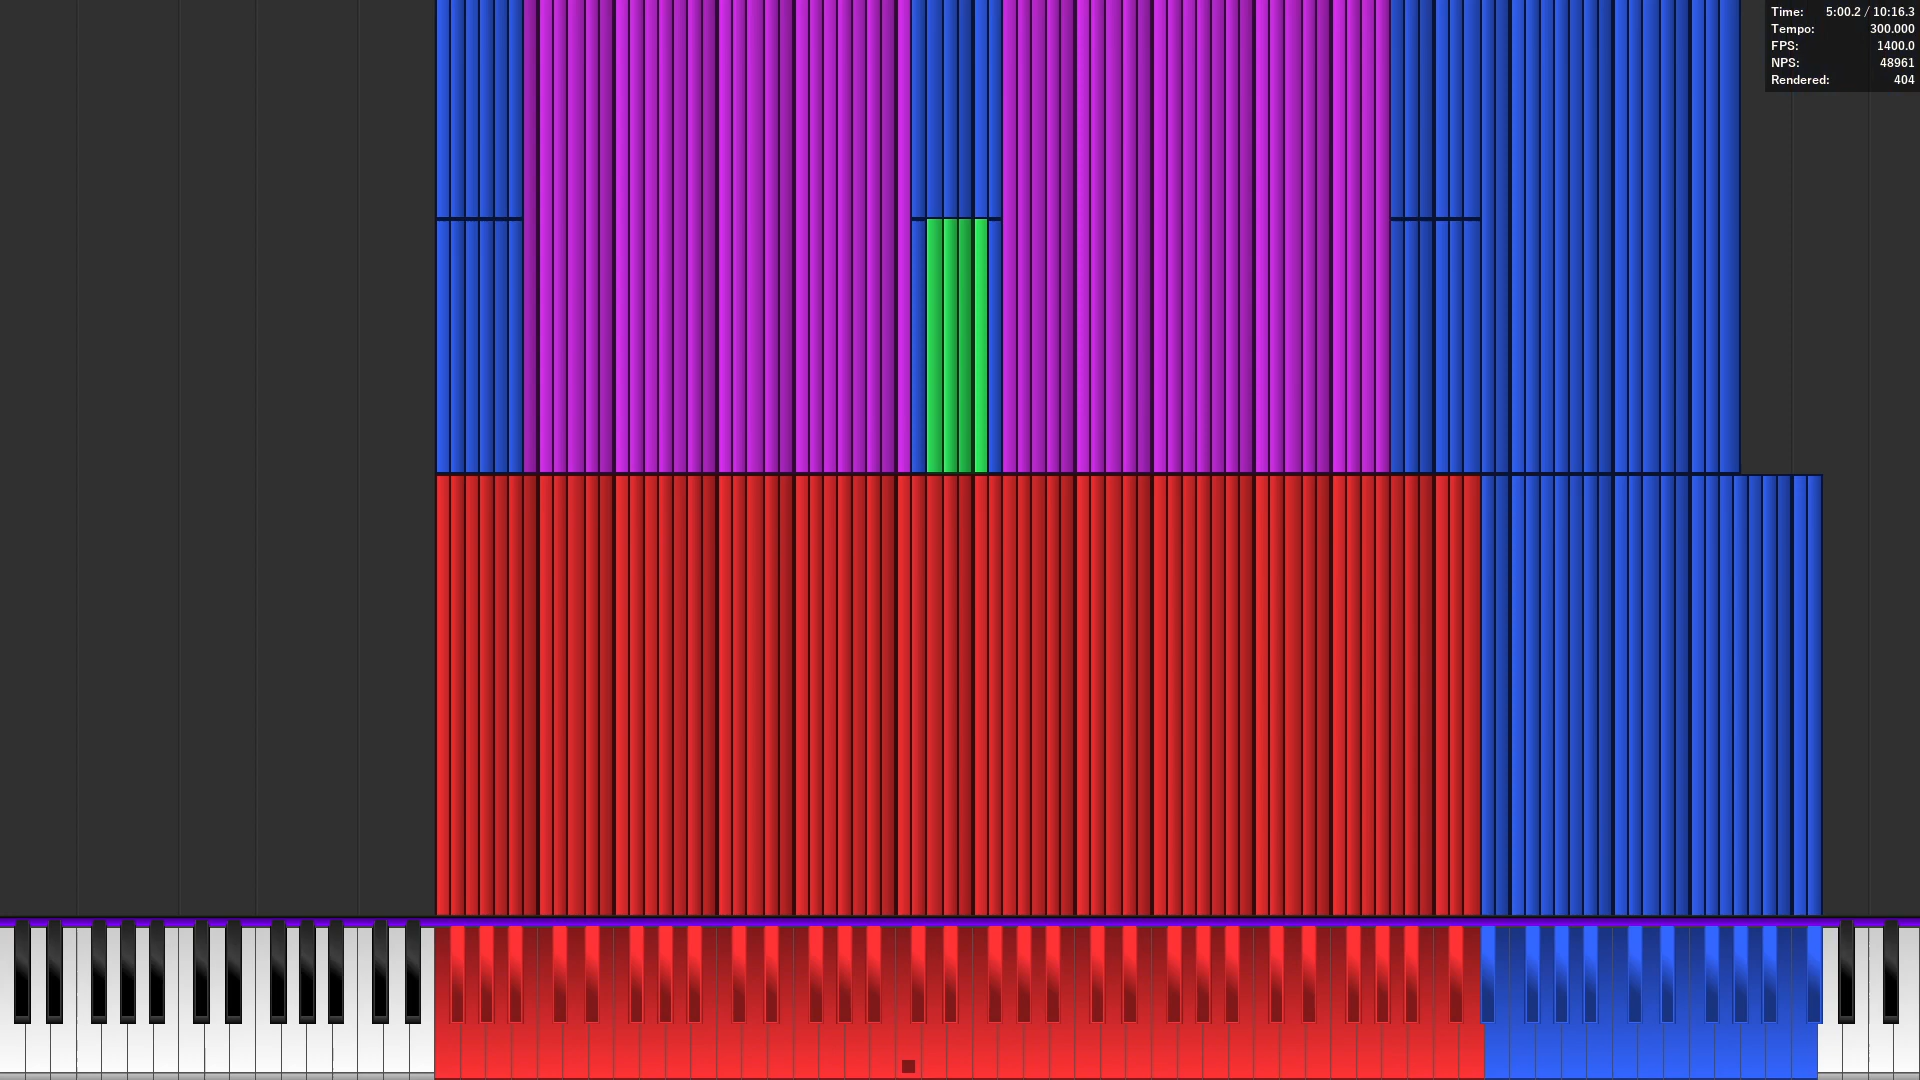 Time: 5:00.2 / 10:16.3
Tempo: 300.000
FPS: 1400.0
NPS: 48961
Rendered: 404